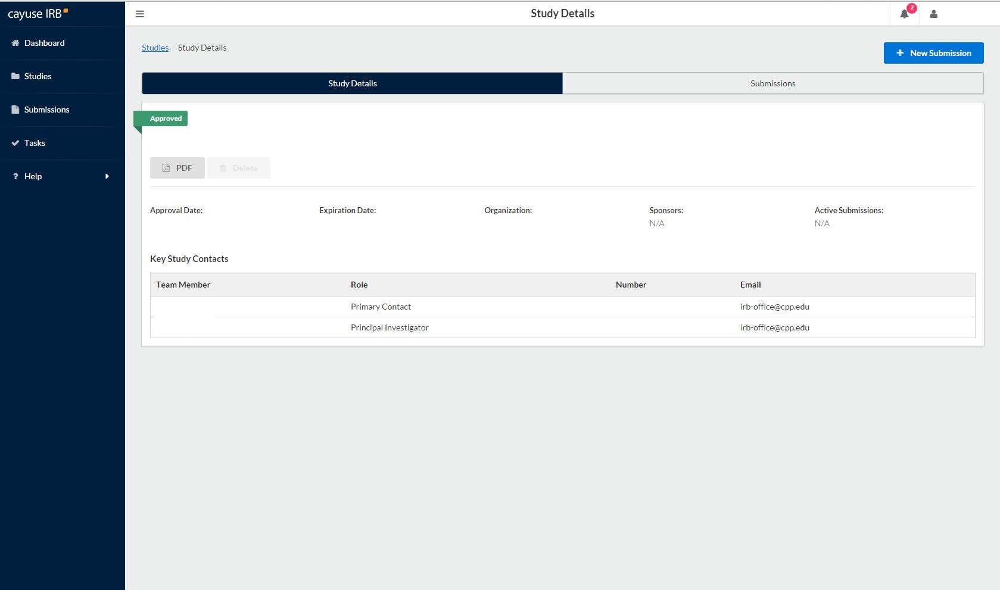 cayuse IRB
Study Details
2
Dashboard
Studies
Submissions
Tasks
? Help
Studies / Study Details
+ New Submission
Study Details
Submissions
Approved
PDF
Delete
Approval Date:
Expiration Date:
Organization:
Sponsors:
N/A
Active Submissions:
N/A
Key Study Contacts
Team Member Role Number Email
Primary Contact irb-office@cpp.edu
Principal Investigator irb-office@cpp.edu